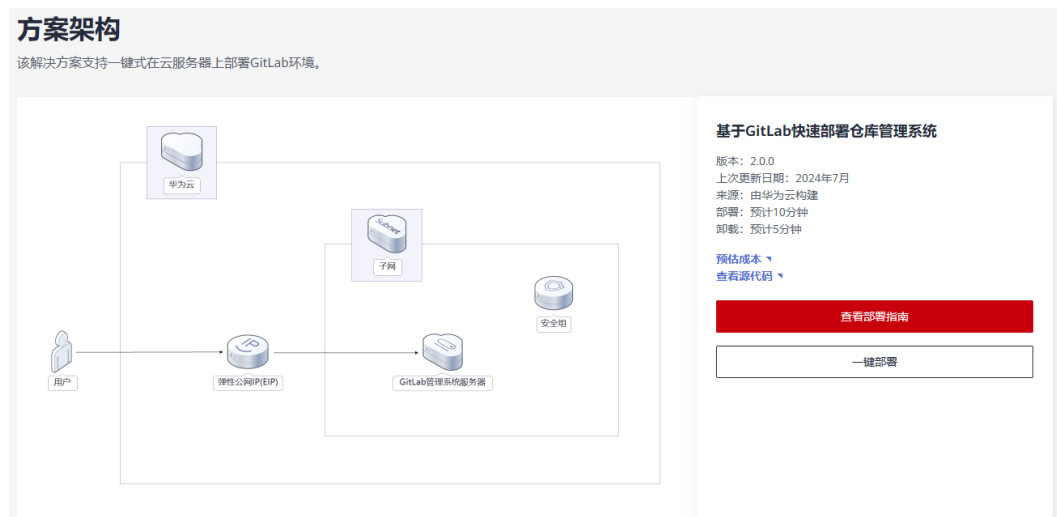 方案架构
该解决方案支持一键式在云服务器上部署GitLab环境。
华为云
Subnet
子网
安全组
IP
用户
弹性公网IP(EIP)
GitLab管理系统服务器
基于GitLab快速部署仓库管理系统
版本：2.0.0
上次更新日期：2024年7月
来源：由华为云构建
部署：预计10分钟
卸载：预计5分钟
预估成本
查看源代码
查看部署指南
一键部署